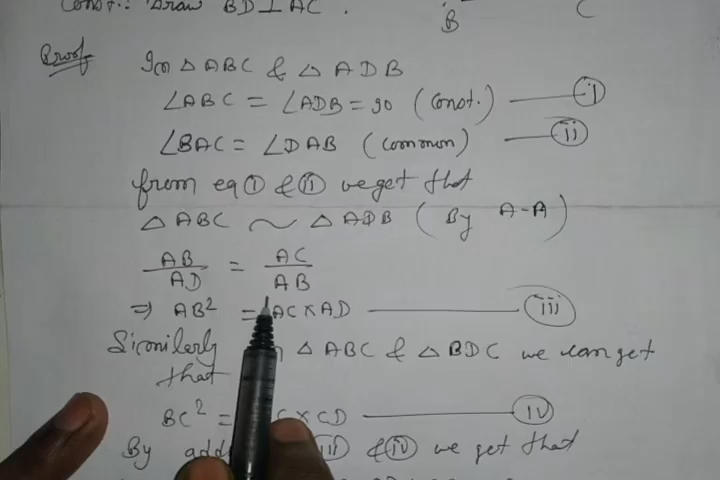 Const.: Draw BD⊥AC.
B C
Proof In △ABC & △ADB
∠ABC = ∠ADB = 90 (Const.) — (i)
∠BAC = ∠DAB (common) — (ii)
from eq (i) & (ii) we get that
△ABC ~ △ADB (By A-A)
AB/AD = AC/AB
⇒ AB² = AC×AD — (iii)
Similerly △ABC & △BDC we can get
that
BC² = ×CD — (iv)
By (iii) & (iv) we get that